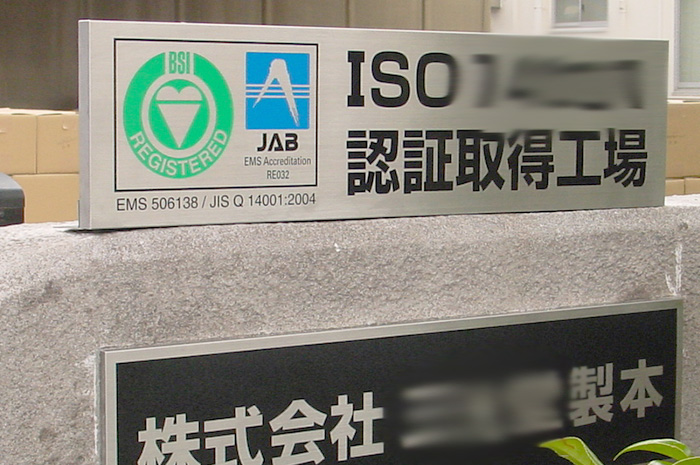 BSI
REGISTERED
JAB
EMS Accreditation
RE032
EMS 506138 / JIS Q 14001:2004
ISO
認証取得工場
株式会社 製本